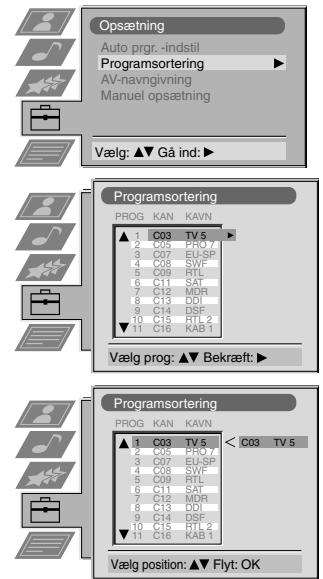 Opsætning
Auto prgr. -indstil
Programsortering
AV-navngivning
Manuel opsætning
Vælg: ▲▼ Gå ind: ▶
Programsortering
PROG KAN KAVN
1 C03 TV 5
2 C05 PRO 7
3 C07 EU-SP
4 C08 SWF
5 C09 RTL
6 C11 SAT
7 C12 MDR
8 C13 DDI
9 C14 DSF
10 C15 RTL 2
11 C16 KAB 1
Vælg prog: ▲▼ Bekræft: ▶
Programsortering
PROG KAN KAVN
1 C03 TV 5 < C03 TV 5
2 C05 PRO 7
3 C07 EU-SP
4 C08 SWF
5 C09 RTL
6 C11 SAT
7 C12 MDR
8 C13 DDI
9 C14 DSF
10 C15 RTL 2
11 C16 KAB 1
Vælg position: ▲▼ Flyt: OK